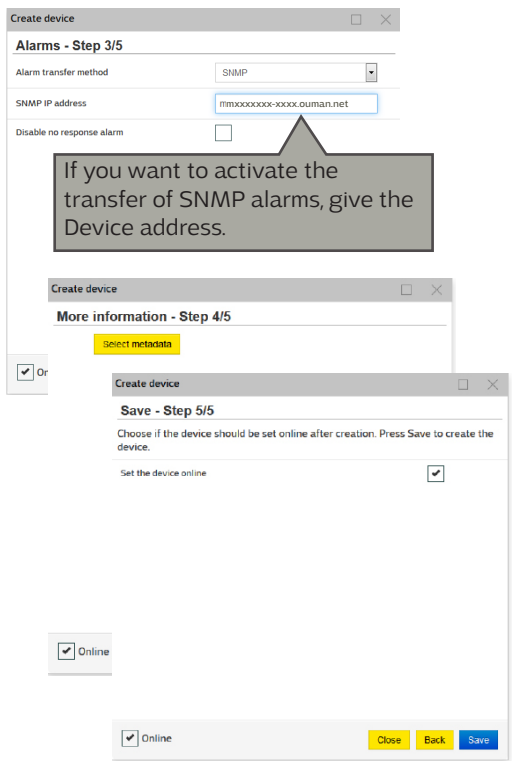 Create device
Alarms - Step 3/5
Alarm transfer method
SNMP
SNMP IP address
mmxxxxxxx-xxxx.ouman.net
Disable no response alarm
If you want to activate the
transfer of SNMP alarms, give the
Device address.
Create device
More information - Step 4/5
Select metadata
On
Create device
Save - Step 5/5
Choose if the device should be set online after creation. Press Save to create the
device.
Set the device online
Online
Online
Close
Back
Save